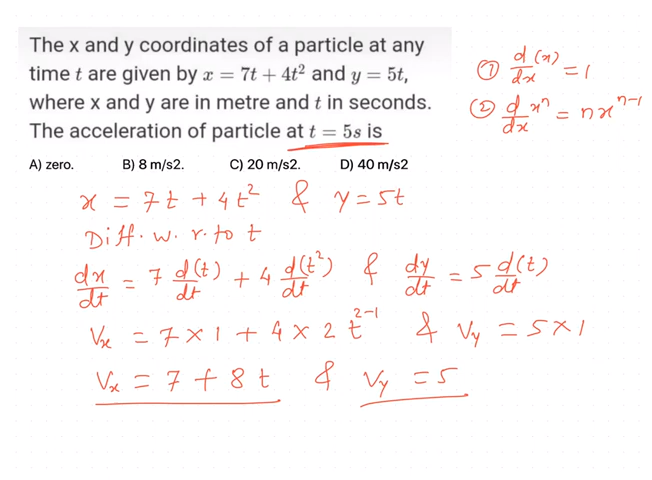 The x and y coordinates of a particle at any
time t are given by x = 7t + 4t² and y = 5t,
where x and y are in metre and t in seconds.
The acceleration of particle at t = 5s is
A) zero. B) 8 m/s2. C) 20 m/s2. D) 40 m/s2
① d/dx (x) = 1
② d/dx xⁿ = n xⁿ⁻¹
x = 7t + 4t² & y = 5t
Diff. w. r. to t
dx/dt = 7 d(t)/dt + 4 d(t²)/dt & dy/dt = 5 d(t)/dt
Vx = 7 × 1 + 4 × 2 t²⁻¹ & Vy = 5 × 1
Vx = 7 + 8 t & Vy = 5